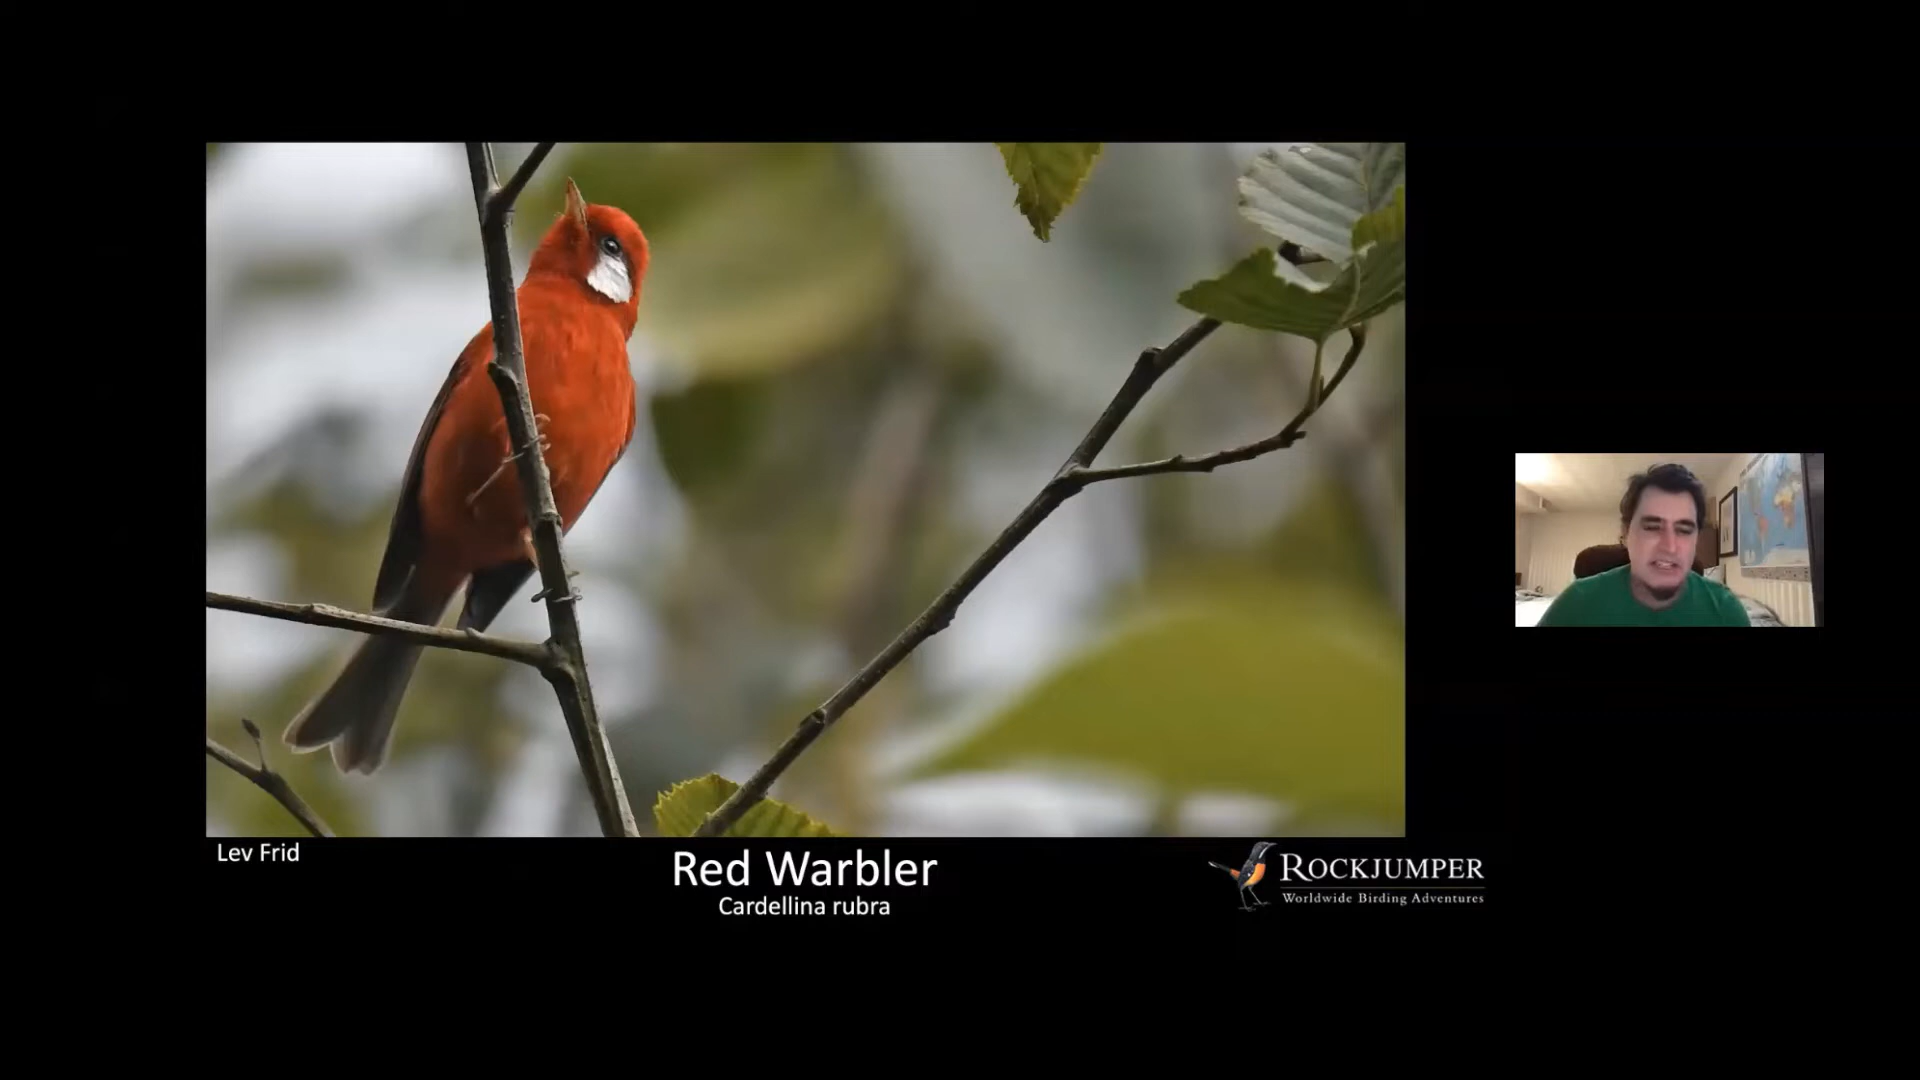 Lev Frid
Red Warbler
Cardellina rubra
ROCKJUMPER
Worldwide Birding Adventures